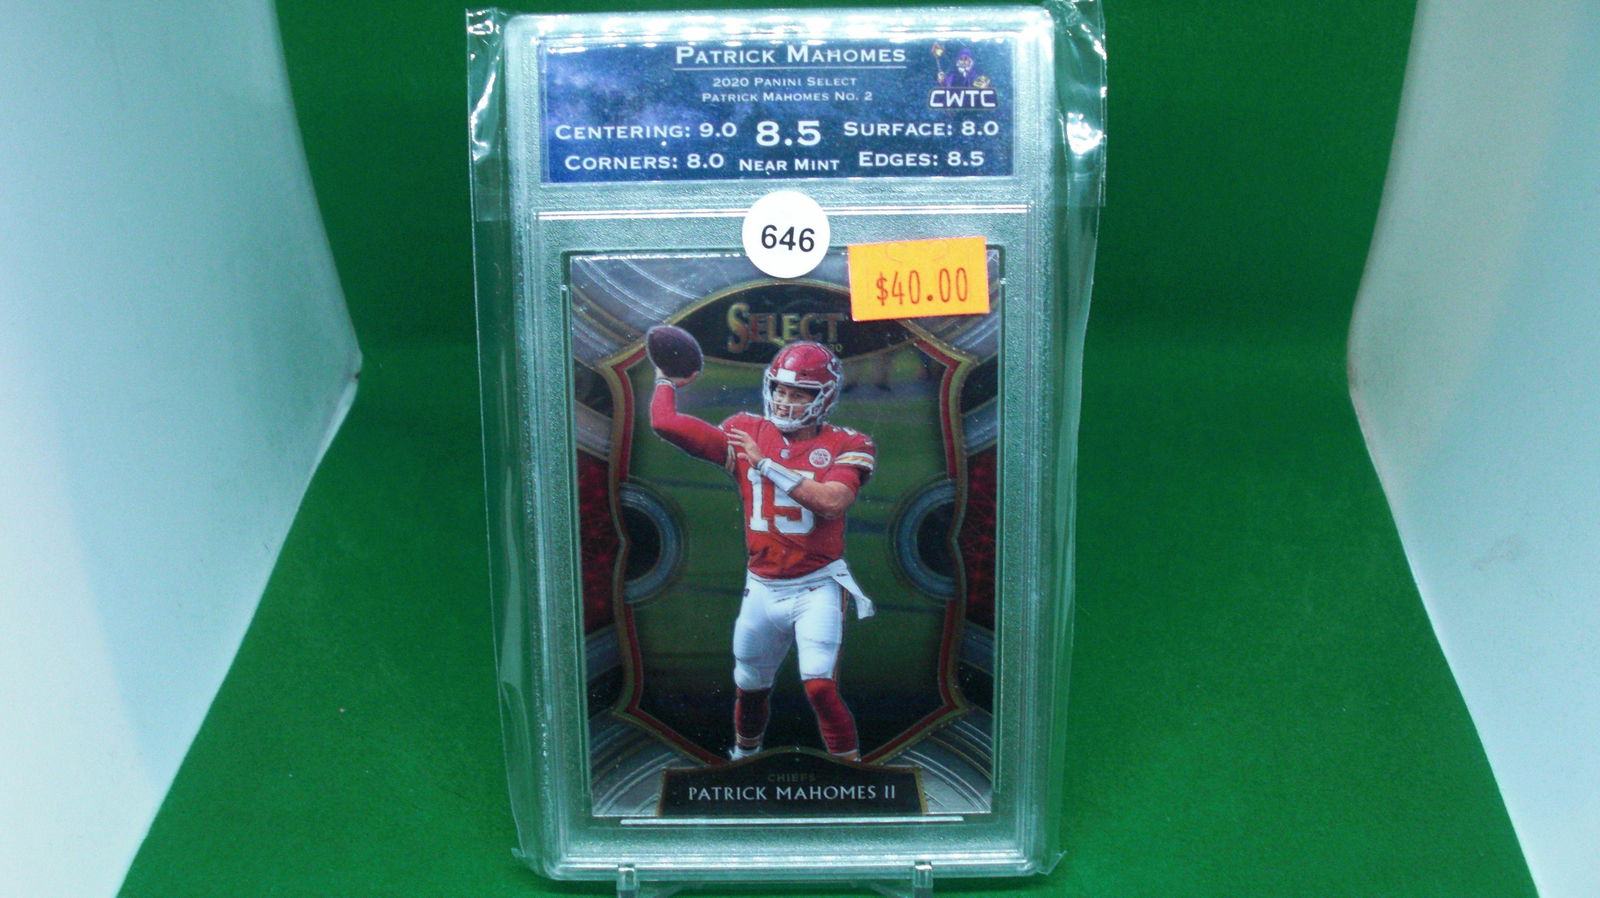 PATRICK MAHOMES
2020 PANINI SELECT
PATRICK MAHOMES NO. 2
CWTC
CENTERING: 9.0 8.5 SURFACE: 8.0
CORNERS: 8.0 NEAR MINT EDGES: 8.5
646
$40.00
SELECT
15
CHIEFS
PATRICK MAHOMES II